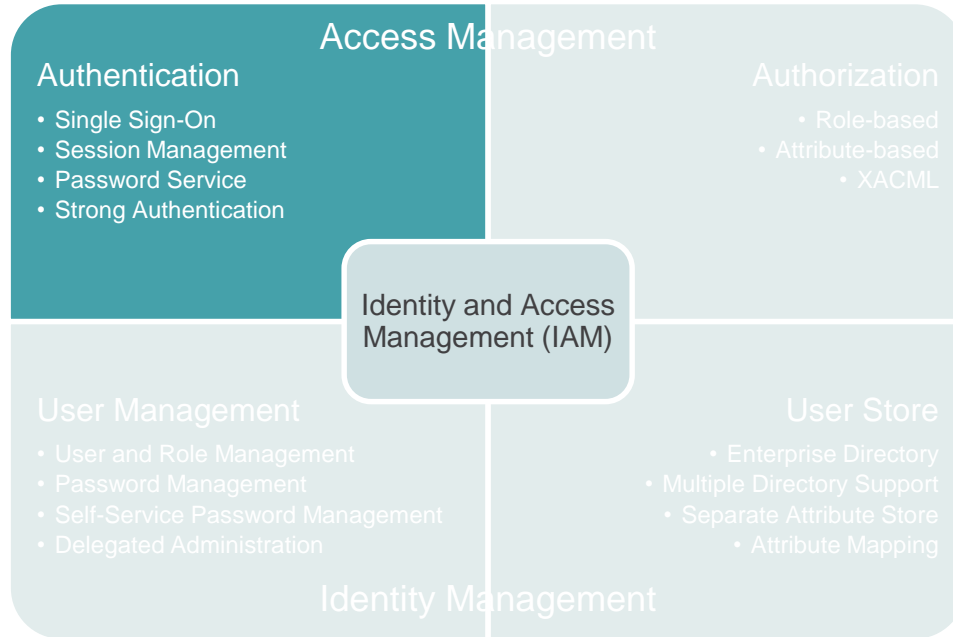 Access Management
Authentication
• Single Sign-On
• Session Management
• Password Service
• Strong Authentication
Authorization
• Role-based
• Attribute-based
• XACML
Identity and Access
Management (IAM)
User Management
• User and Role Management
• Password Management
• Self-Service Password Management
• Delegated Administration
User Store
• Enterprise Directory
• Multiple Directory Support
• Separate Attribute Store
• Attribute Mapping
Identity Management